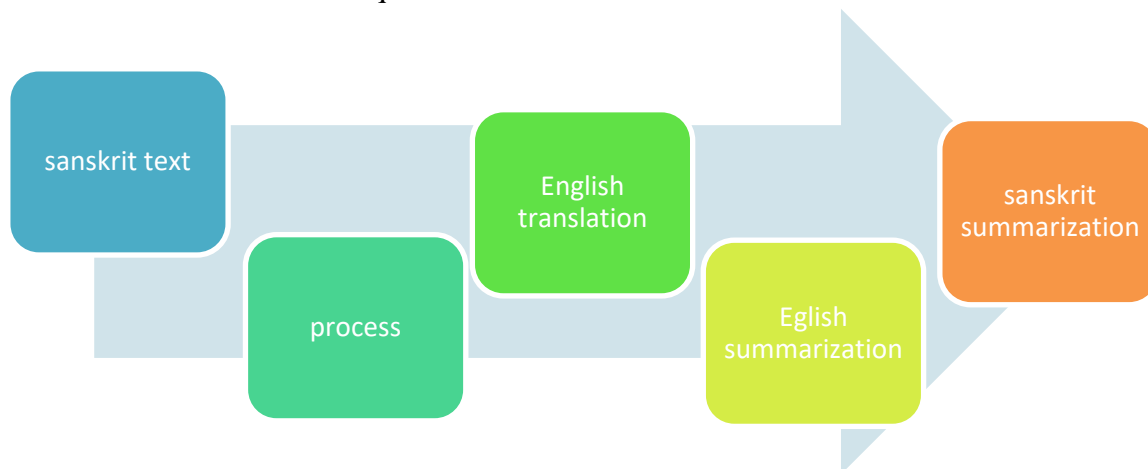 sanskrit text
process
English
translation
Eglish
summarization
sanskrit
summarization